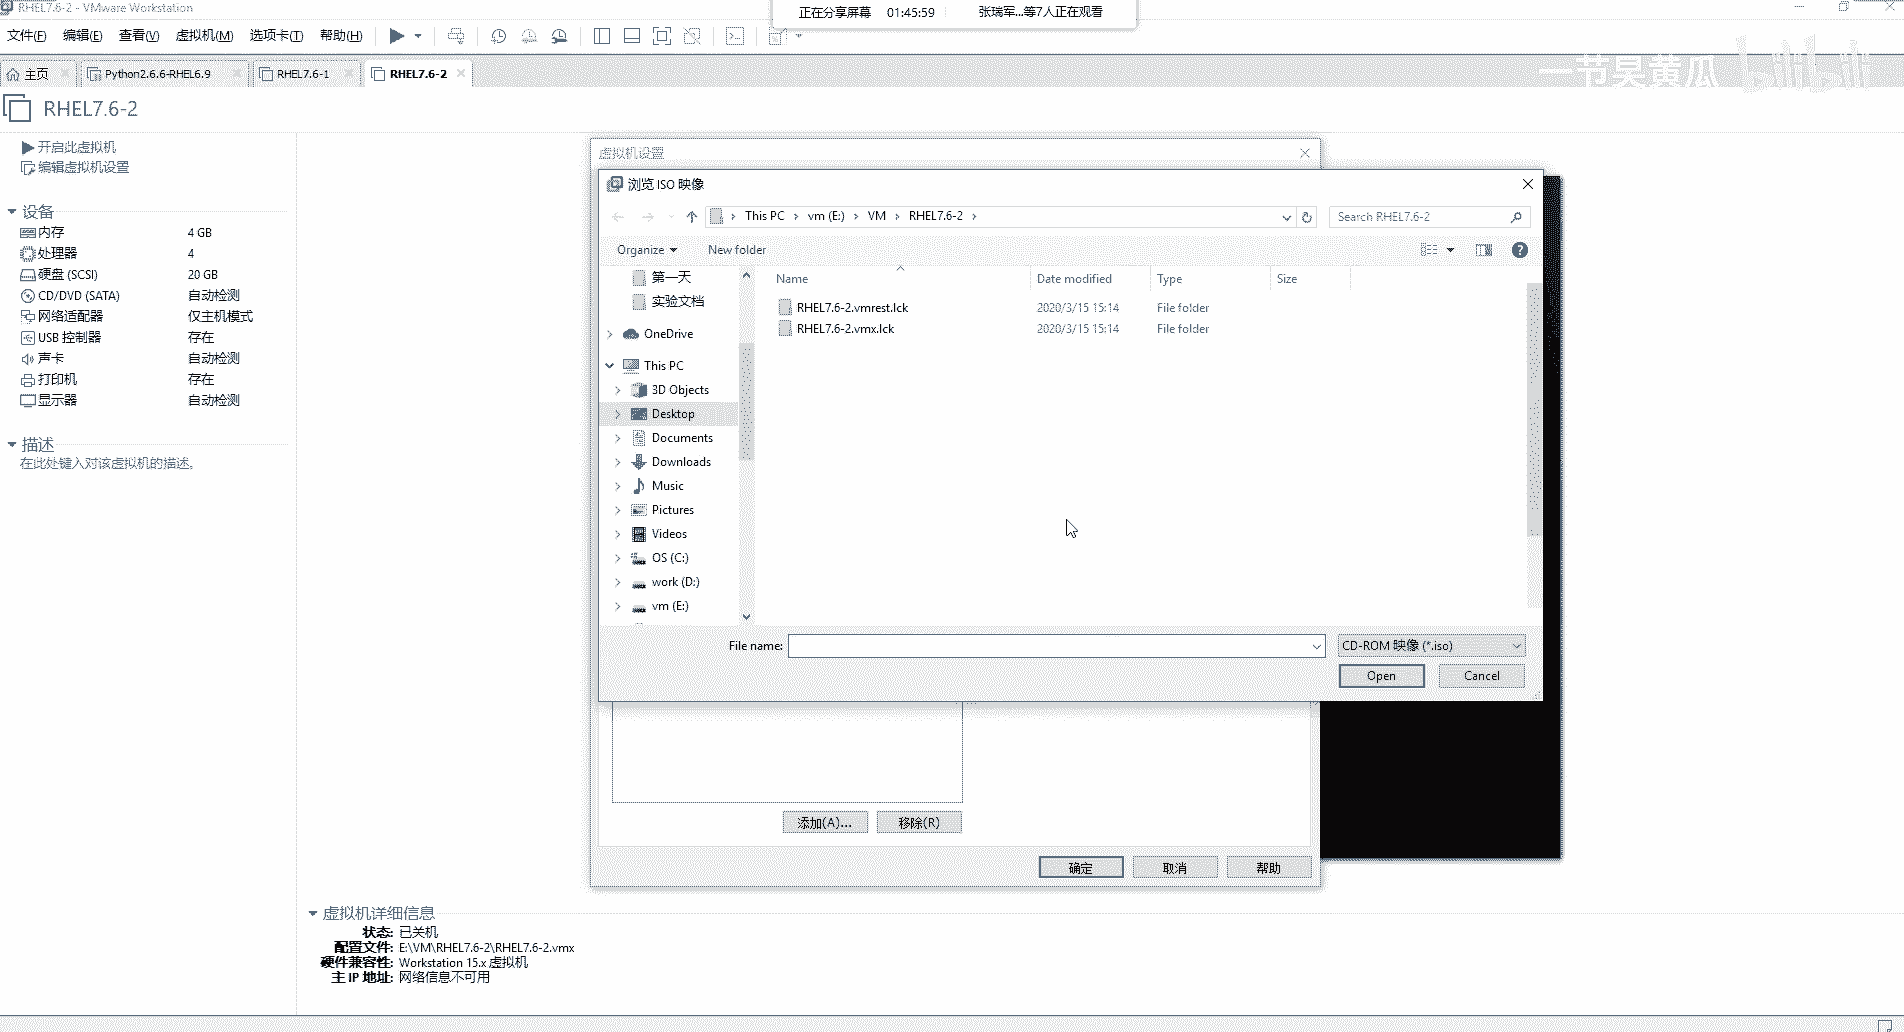 RHEL7.6-2 - VMware Workstation
正在分享屏幕 01:45:59 张瑞军...等7人正在观看
文件(F) 编辑(E) 查看(V) 虚拟机(M) 选项卡(T) 帮助(H)
主页 Python2.6.6-RHEL6.9 RHEL7.6-1 RHEL7.6-2
一节昊黄瓜 bilibili
RHEL7.6-2
开启此虚拟机
编辑虚拟机设置
设备
内存 4 GB
处理器 4
硬盘 (SCSI) 20 GB
CD/DVD (SATA) 自动检测
网络适配器 仅主机模式
USB 控制器 存在
声卡 自动检测
打印机 存在
显示器 自动检测
描述
在此处键入对该虚拟机的描述。
虚拟机设置
浏览 ISO 映像
This PC vm (E:) VM RHEL7.6-2
Search RHEL7.6-2
Organize New folder
第一天
实验文档
OneDrive
This PC
3D Objects
Desktop
Documents
Downloads
Music
Pictures
Videos
OS (C:)
work (D:)
vm (E:)
Name Date modified Type Size
RHEL7.6-2.vmrest.lck 2020/3/15 15:14 File folder
RHEL7.6-2.vmx.lck 2020/3/15 15:14 File folder
File name: CD-ROM 映像 (*.iso)
Open Cancel
添加(A)... 移除(R)
确定 取消 帮助
虚拟机详细信息
状态: 已关机
配置文件: E:\VM\RHEL7.6-2\RHEL7.6-2.vmx
硬件兼容性: Workstation 15.x 虚拟机
主 IP 地址: 网络信息不可用